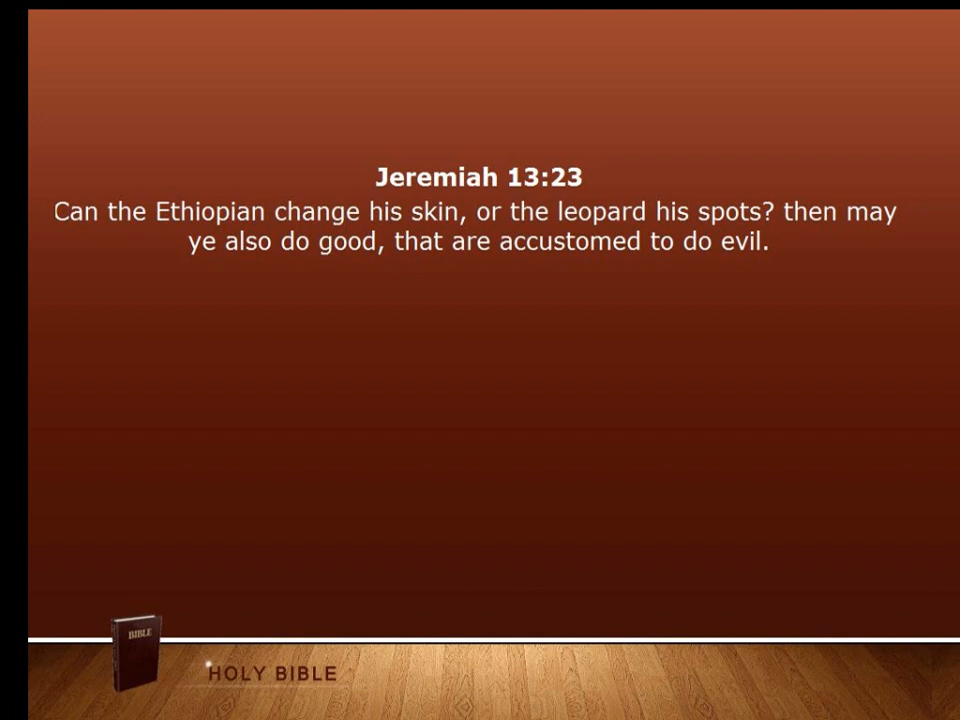 Jeremiah 13:23
Can the Ethiopian change his skin, or the leopard his spots? then may
ye also do good, that are accustomed to do evil.
BIBLE
HOLY BIBLE